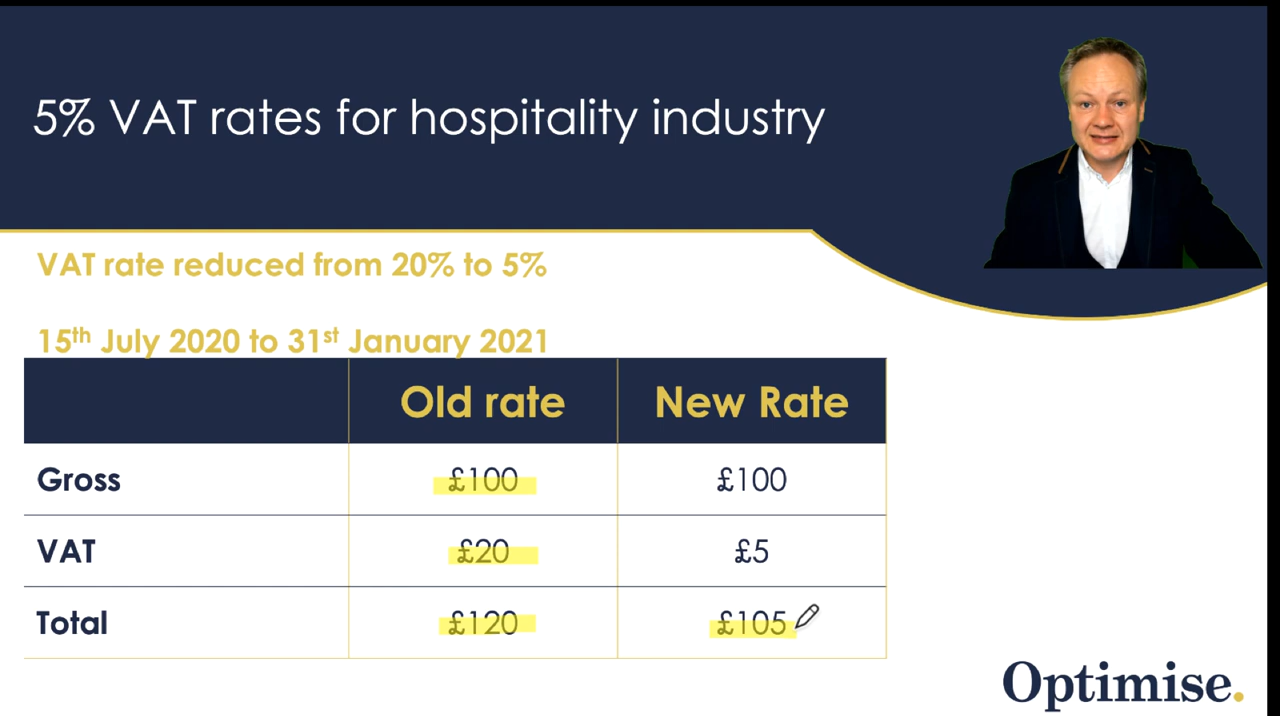 5% VAT rates for hospitality industry
VAT rate reduced from 20% to 5%
15th July 2020 to 31st January 2021
Old rate New Rate
Gross £100 £100
VAT £20 £5
Total £120 £105
Optimise.